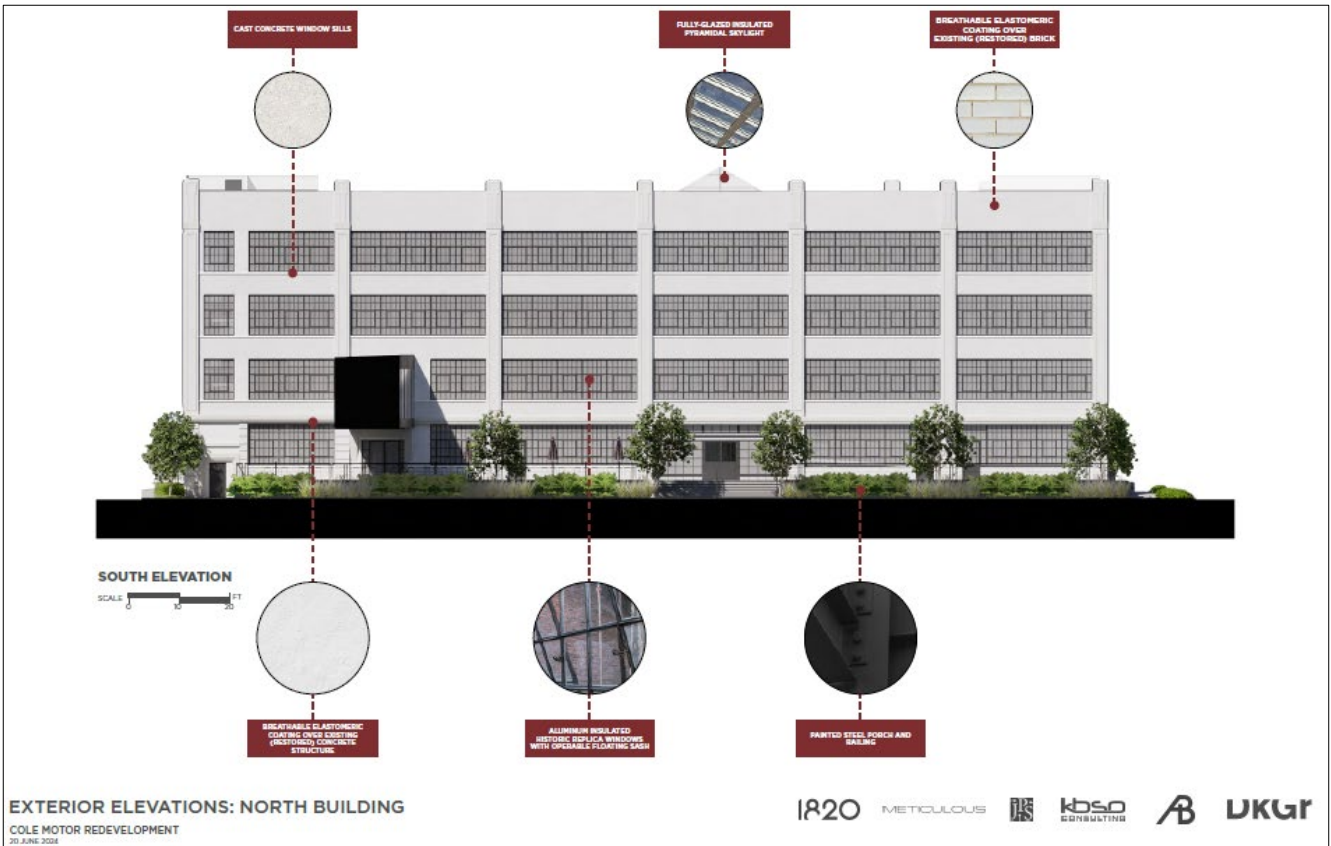 CAST CONCRETE WINDOW SILLS
FULLY-GLAZED INSULATED
PYRAMIDAL SKYLIGHT
BREATHABLE ELASTOMERIC
COATING OVER
EXISTING (RESTORED) BRICK
SOUTH ELEVATION
SCALE 0 10 20 FT
BREATHABLE ELASTOMERIC
COATING OVER EXISTING
(RESTORED) CONCRETE
STRUCTURE
ALUMINUM INSULATED
HISTORIC REPLICA WINDOWS
WITH OPERABLE FLOATING SASH
PAINTED STEEL PORCH AND
RAILING
EXTERIOR ELEVATIONS: NORTH BUILDING
COLE MOTOR REDEVELOPMENT
20 JUNE 2024
1820 METICULOUS kbso CONSULTING AB DKGr